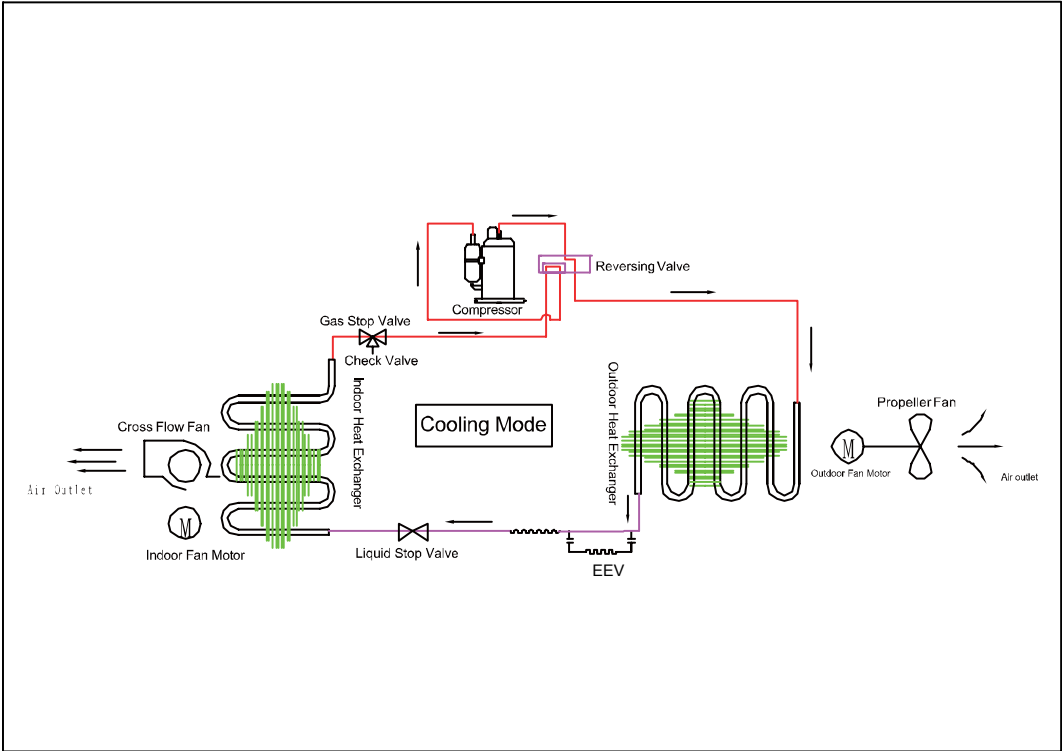 Reversing Valve
Compressor
Gas Stop Valve
Check Valve
Indoor Heat Exchanger
Outdoor Heat Exchanger
Cooling Mode
Propeller Fan
Cross Flow Fan
M
Outdoor Fan Motor
Air outlet
Air Outlet
M
Indoor Fan Motor
Liquid Stop Valve
EEV